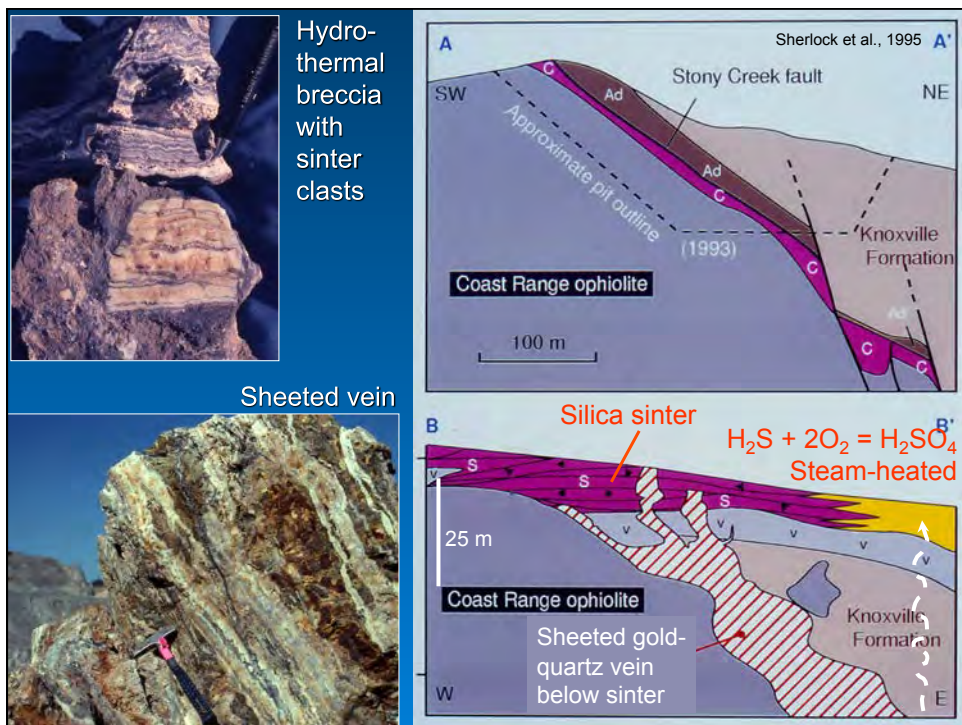 Hydro-
thermal
breccia
with
sinter
clasts
Sheeted vein
A
Sherlock et al., 1995
A'
SW
NE
C
Ad
Stony Creek fault
Ad
C
Approximate pit outline
(1993)
Knoxville
Formation
C
Coast Range ophiolite
Ad
C
C
100 m
B
Silica sinter
B'
H₂S + 2O₂ = H₂SO₄
Steam-heated
v
S
S
S
v
v
v
v
25 m
Coast Range ophiolite
Sheeted gold-
quartz vein
below sinter
Knoxville
Formation
W
E